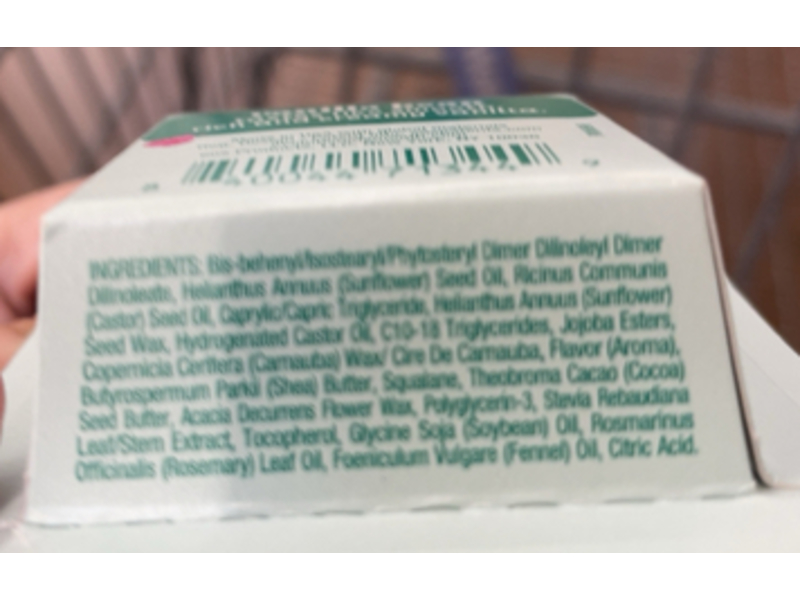 vanilla bean
INGREDIENTS: Bis-behenyl/Isostearyl/Phytosteryl Dimer Dilinoleyl Dimer
Dilinoleate, Helianthus Annuus (Sunflower) Seed Oil, Ricinus Communis
(Castor) Seed Oil, Caprylic/Capric Triglyceride, Helianthus Annuus (Sunflower)
Seed Wax, Hydrogenated Castor Oil, C10-18 Triglycerides, Jojoba Esters,
Copernicia Cerifera (Carnauba) Wax/ Cire De Carnauba, Flavor (Aroma),
Butyrospermum Parkii (Shea) Butter, Squalane, Theobroma Cacao (Cocoa)
Seed Butter, Acacia Decurrens Flower Wax, Polyglycerin-3, Stevia Rebaudiana
Leaf/Stem Extract, Tocopherol, Glycine Soja (Soybean) Oil, Rosmarinus
Officinalis (Rosemary) Leaf Oil, Foeniculum Vulgare (Fennel) Oil, Citric Acid.